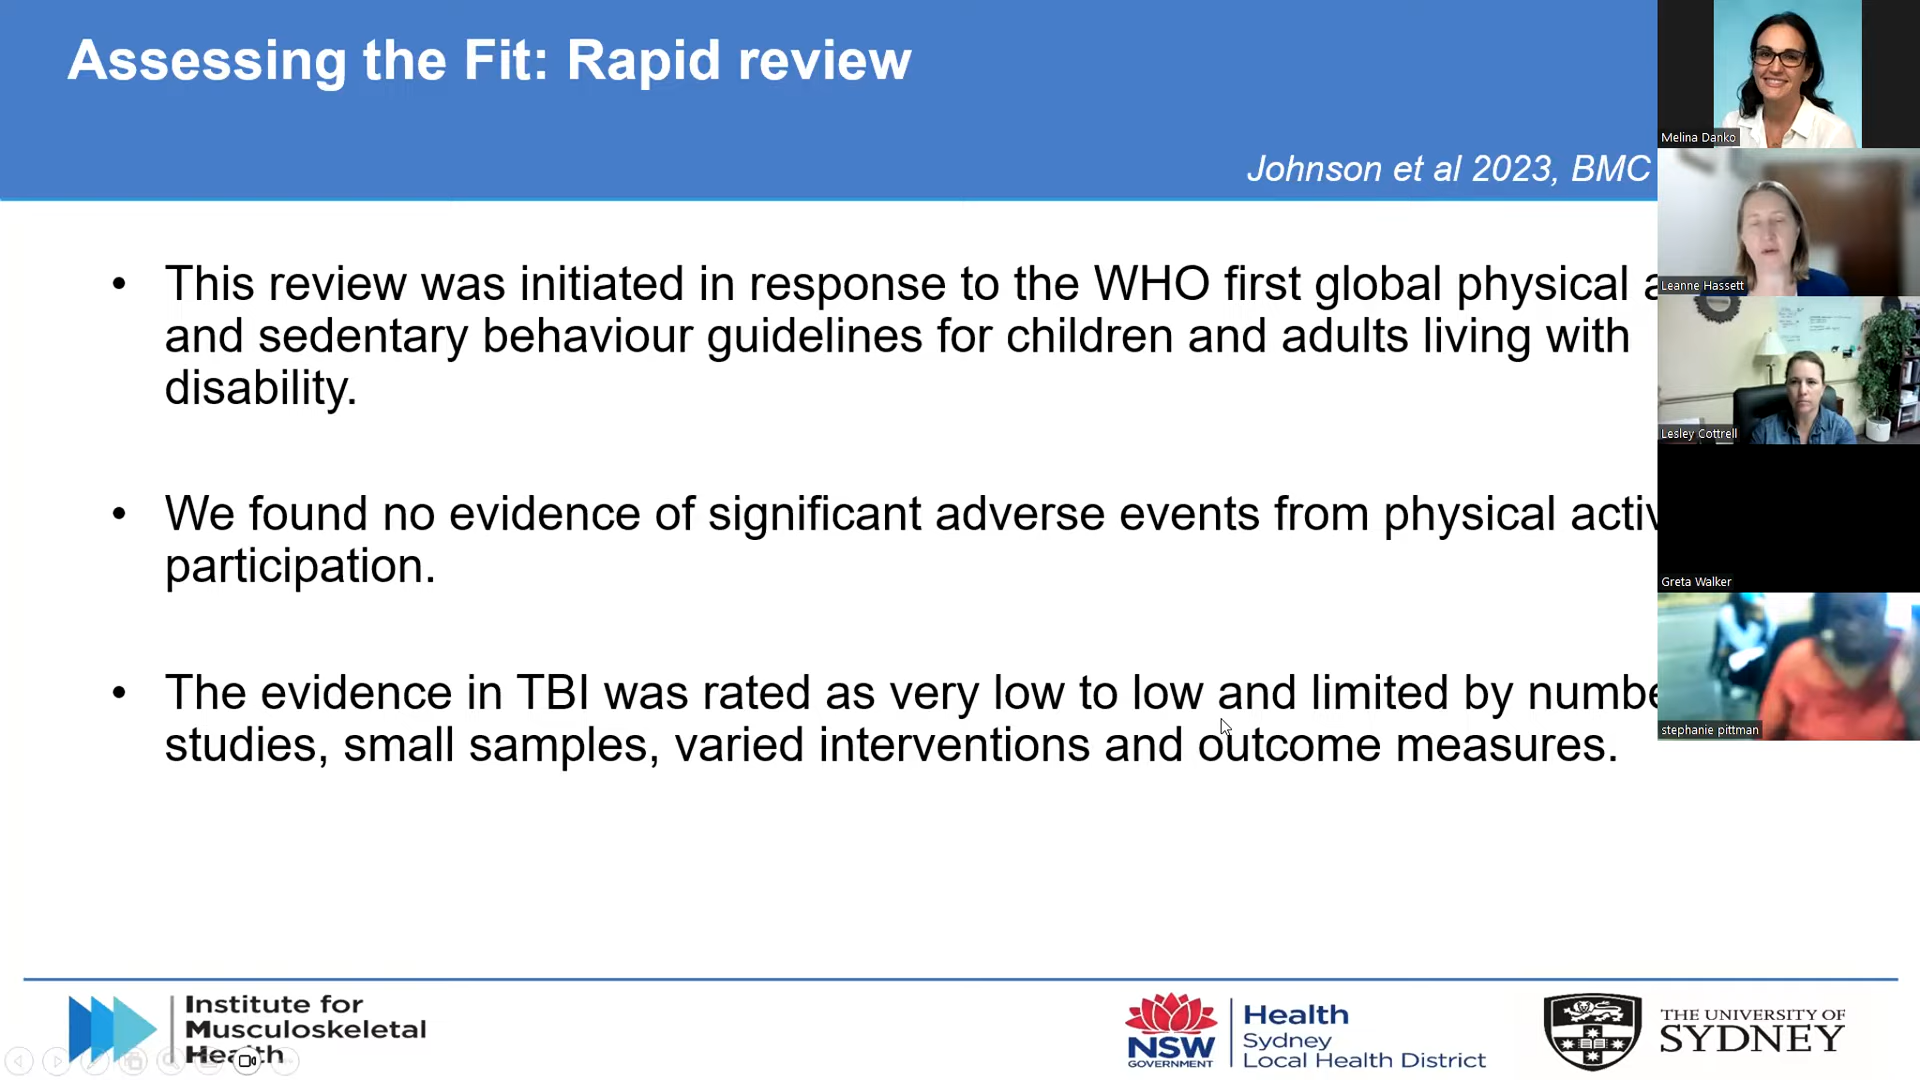 Assessing the Fit: Rapid review
Johnson et al 2023, BMC
• This review was initiated in response to the WHO first global physical
and sedentary behaviour guidelines for children and adults living with
disability.
• We found no evidence of significant adverse events from physical
participation.
• The evidence in TBI was rated as very low to low and limited by
studies, small samples, varied interventions and outcome measures.
Melina Danko
Leanne Hassett
Lesley Cottrell
Greta Walker
stephanie pittman
Institute for
Musculoskeletal
Health
NSW
GOVERNMENT
Health
Sydney
Local Health District
THE UNIVERSITY OF
SYDNEY